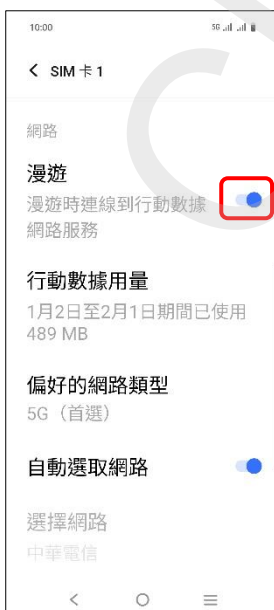 10:00 5G
SIM 卡 1
網路
漫遊
漫遊時連線到行動數據
網路服務
行動數據用量
1月2日至2月1日期間已使用
489 MB
偏好的網路類型
5G（首選）
自動選取網路
選擇網路
中華電信